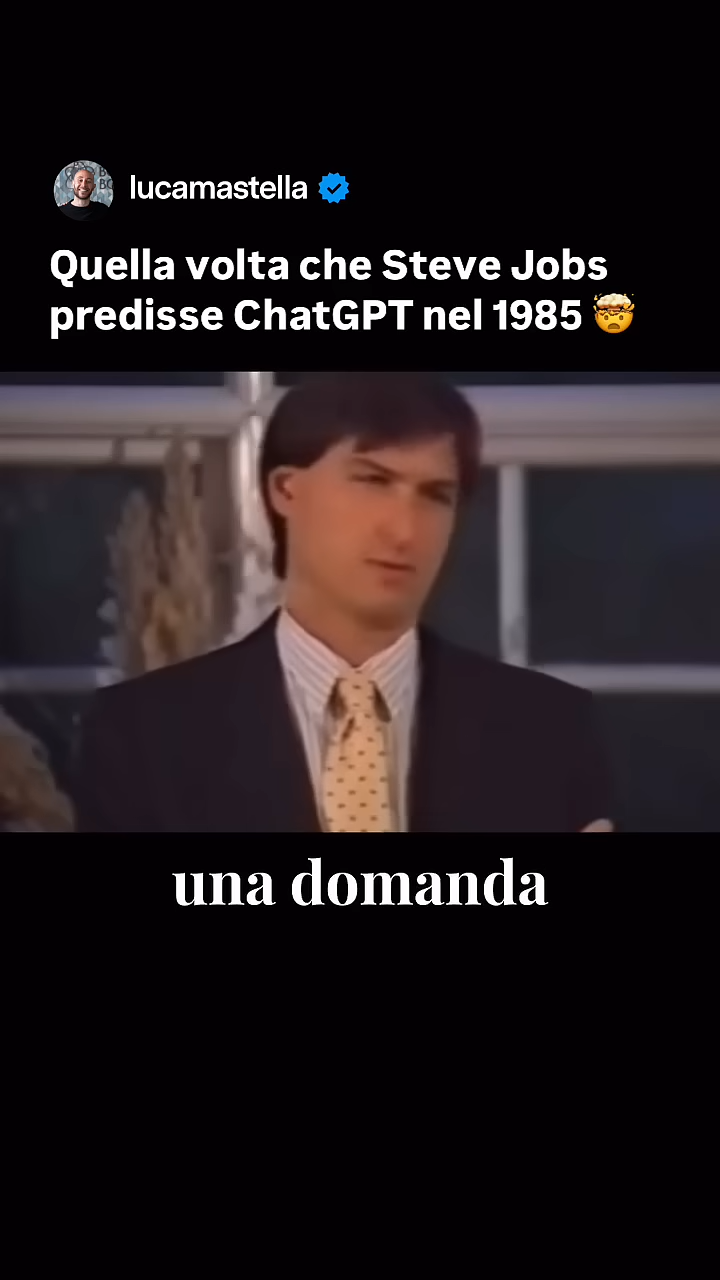 lucamastella
Quella volta che Steve Jobs
predisse ChatGPT nel 1985 🤯
una domanda